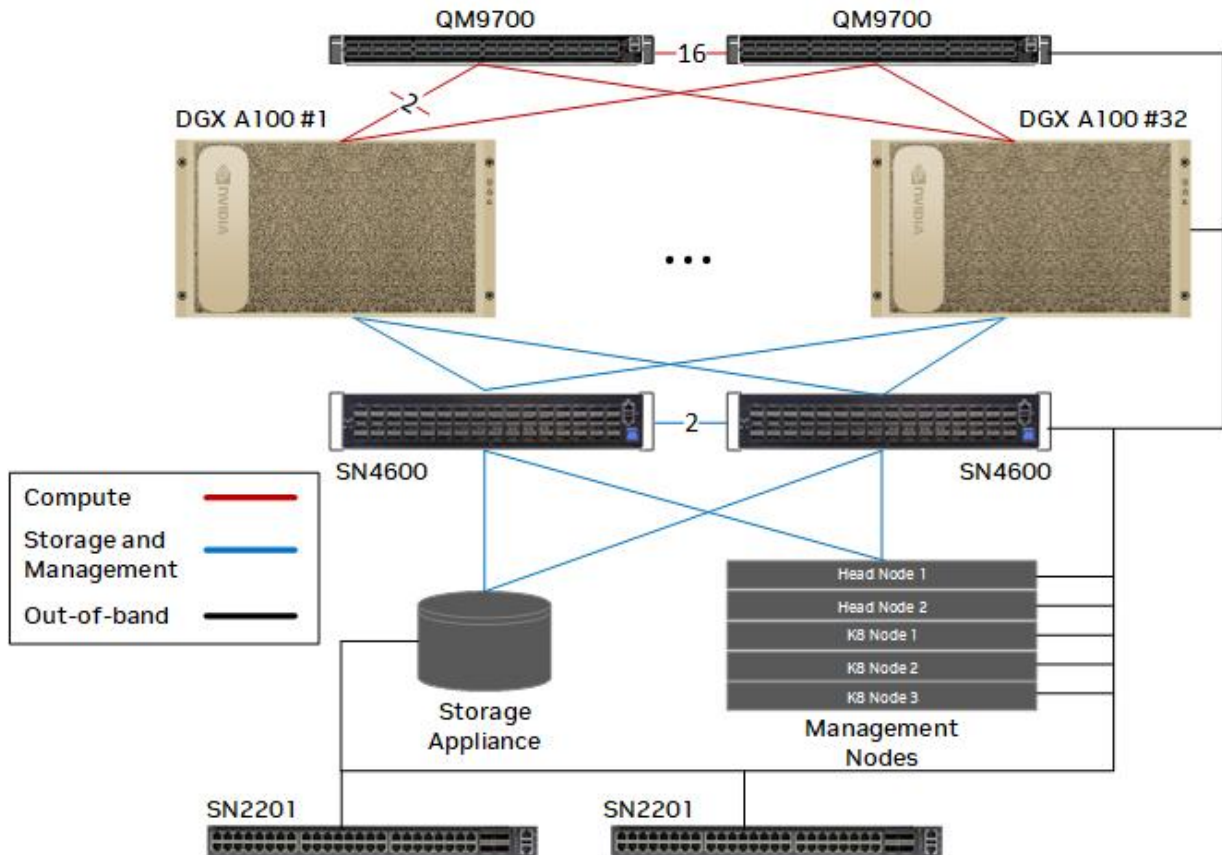 QM9700
QM9700
16
2
DGX A100 #1
DGX A100 #32
nVIDIA
nVIDIA
...
2
SN4600
SN4600
Compute
Storage and
Management
Out-of-band
Head Node 1
Head Node 2
K8 Node 1
K8 Node 2
K8 Node 3
Storage
Appliance
Management
Nodes
SN2201
SN2201